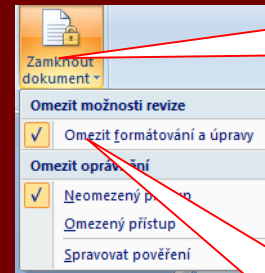 Zamknout
dokument
Omezit možnosti revize
Omezit formátování a úpravy
Omezit oprávnění
Neomezený přístup
Omezený přístup
Spravovat pověření